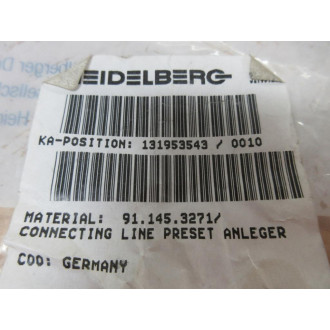 HEIDELBERG
KA-POSITION: 131953543 / 0010
MATERIAL: 91.145.3271/
CONNECTING LINE PRESET ANLEGER
COO: GERMANY